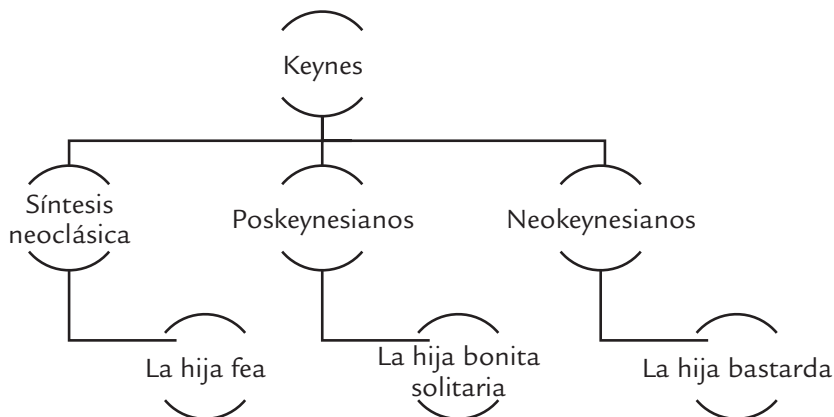 Keynes
Síntesis
neoclásica
Poskeynesianos
Neokeynesianos
La hija fea
La hija bonita
solitaria
La hija bastarda